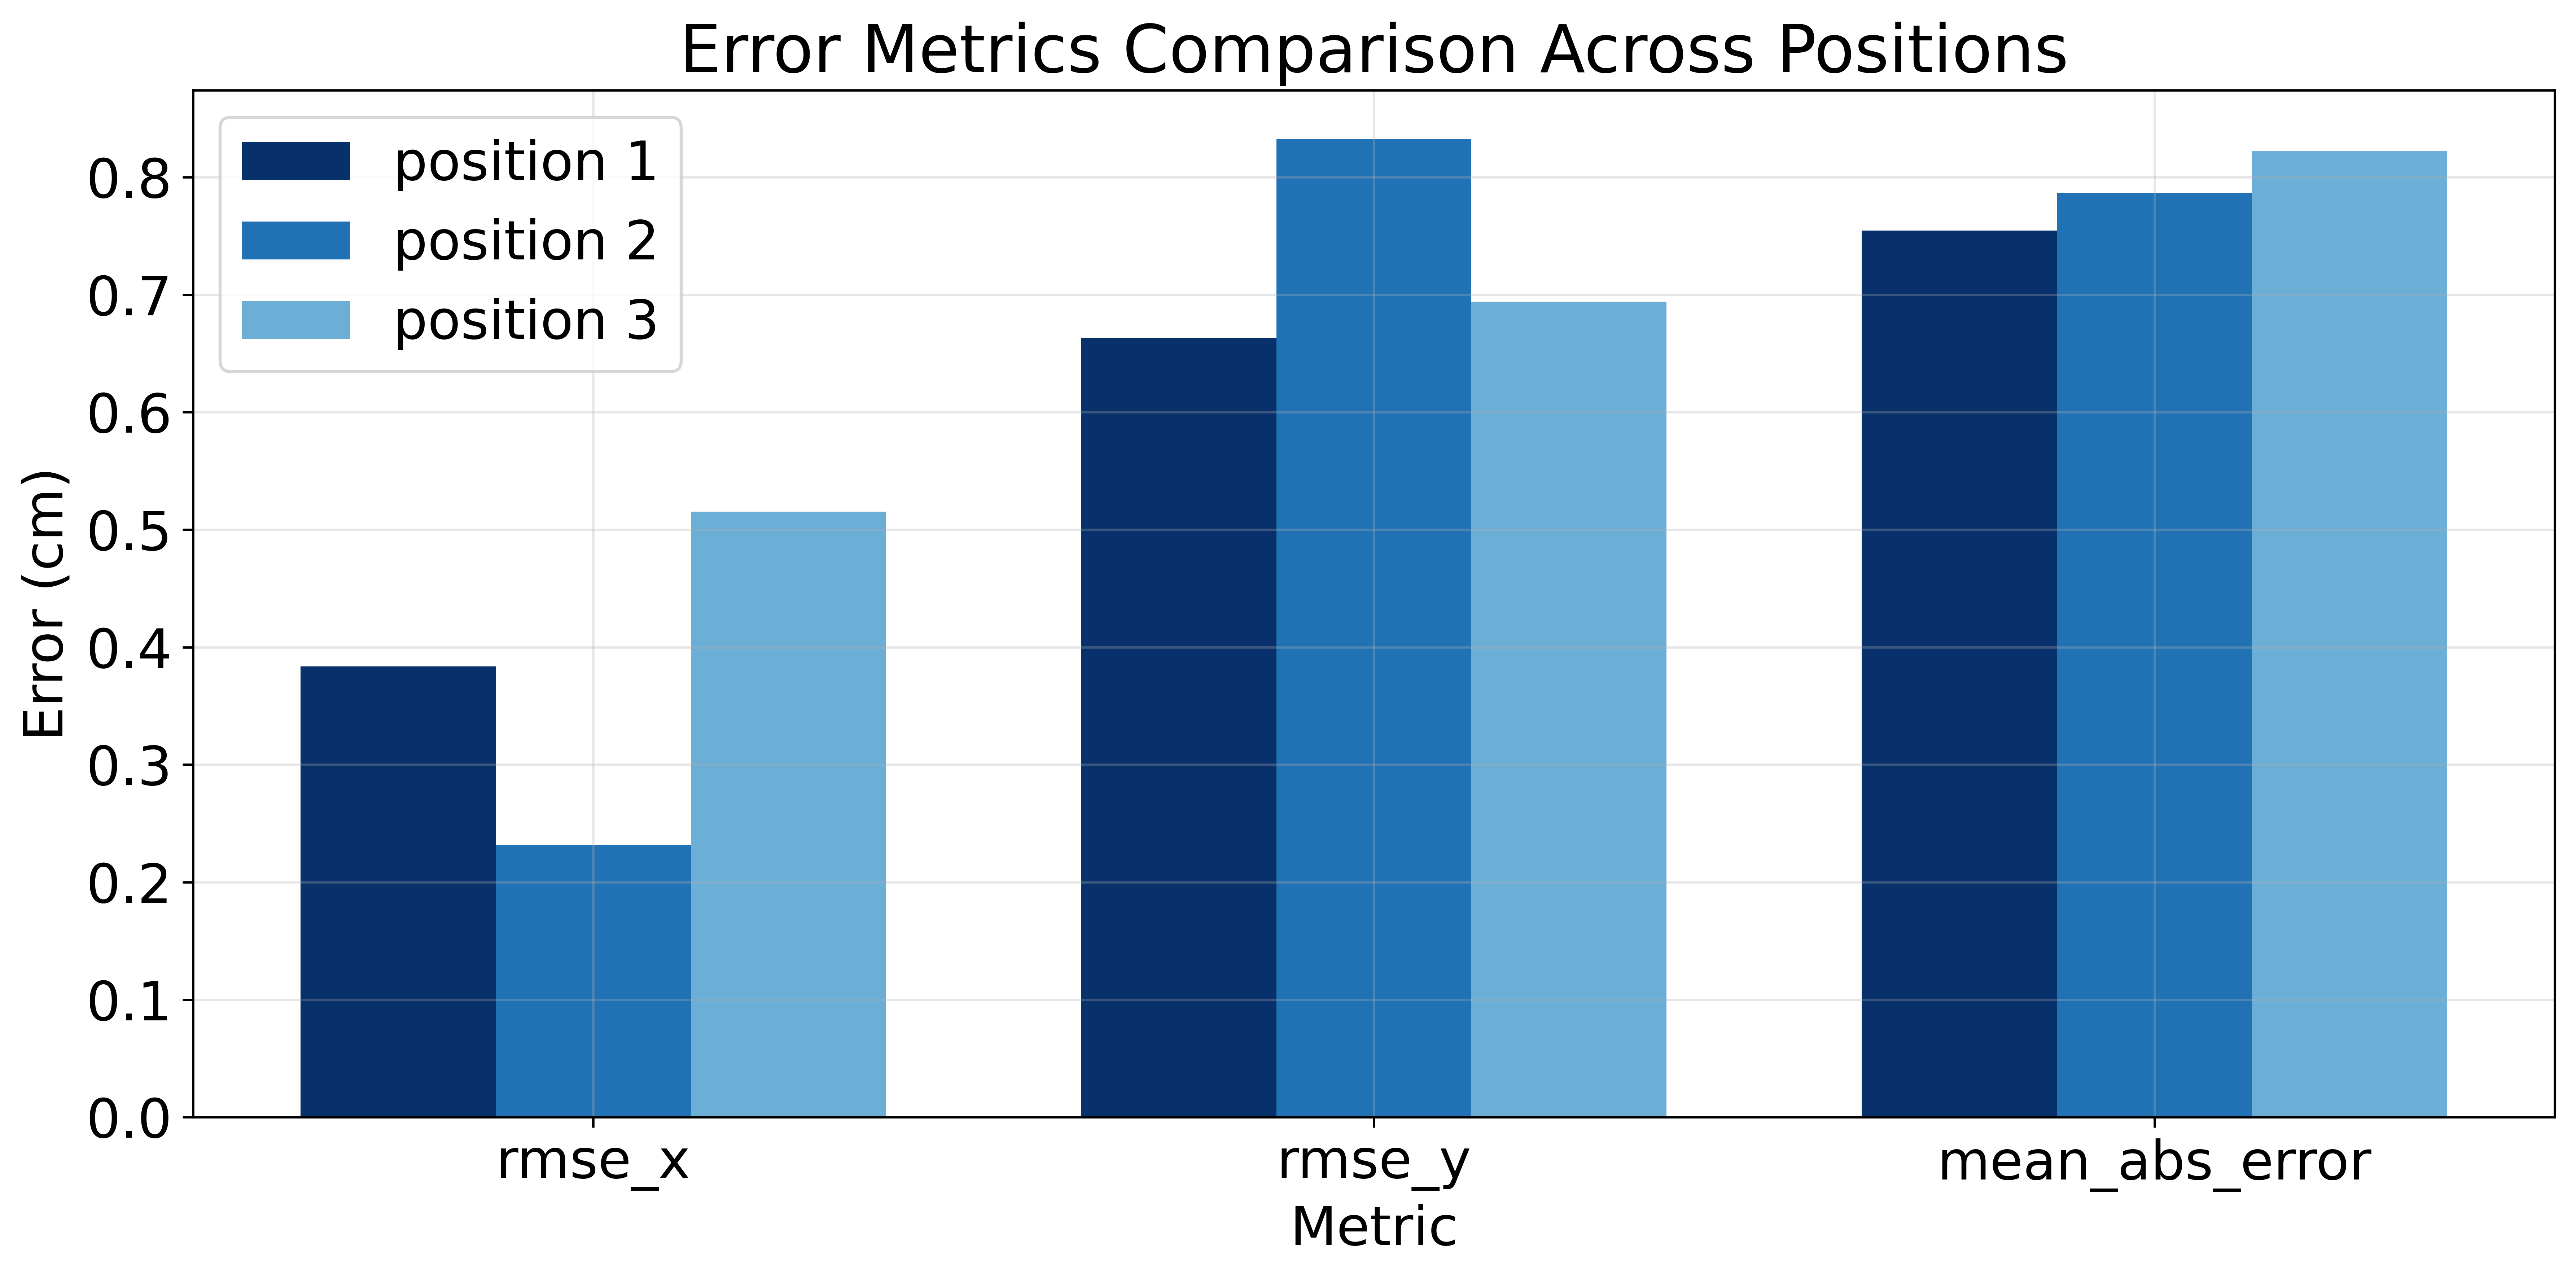 Error Metrics Comparison Across Positions
position 1
position 2
position 3
Error (cm)
0.8
0.7
0.6
0.5
0.4
0.3
0.2
0.1
0.0
rmse_x
rmse_y
mean_abs_error
Metric